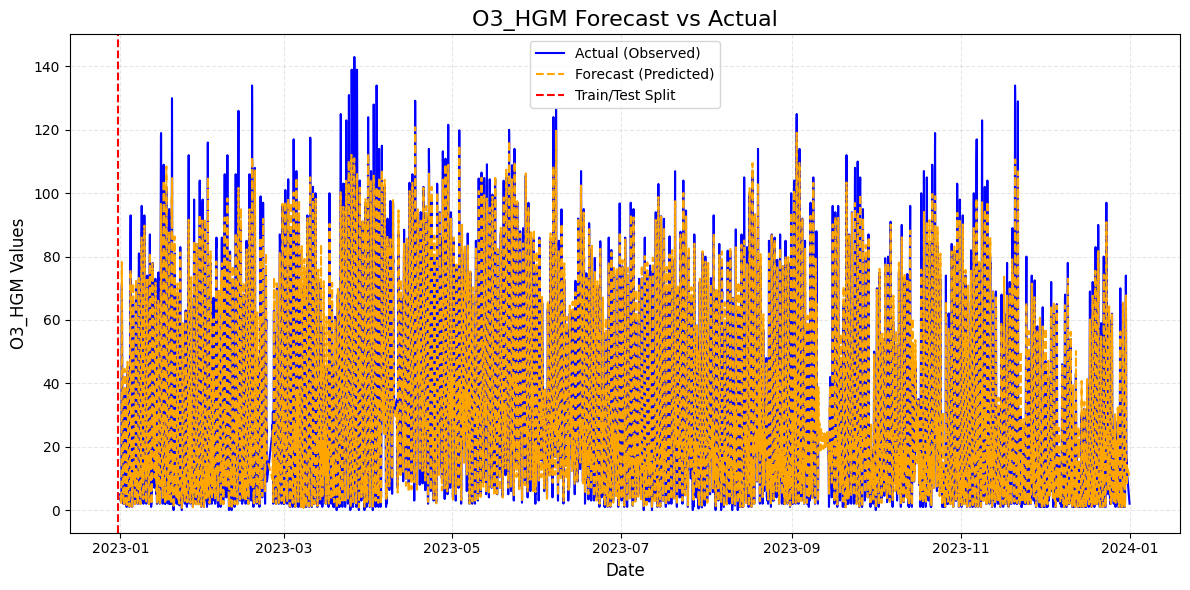 O3_HGM Forecast vs Actual
Actual (Observed)
Forecast (Predicted)
Train/Test Split
O3_HGM Values
140
120
100
80
60
40
20
0
2023-01
2023-03
2023-05
2023-07
2023-09
2023-11
2024-01
Date